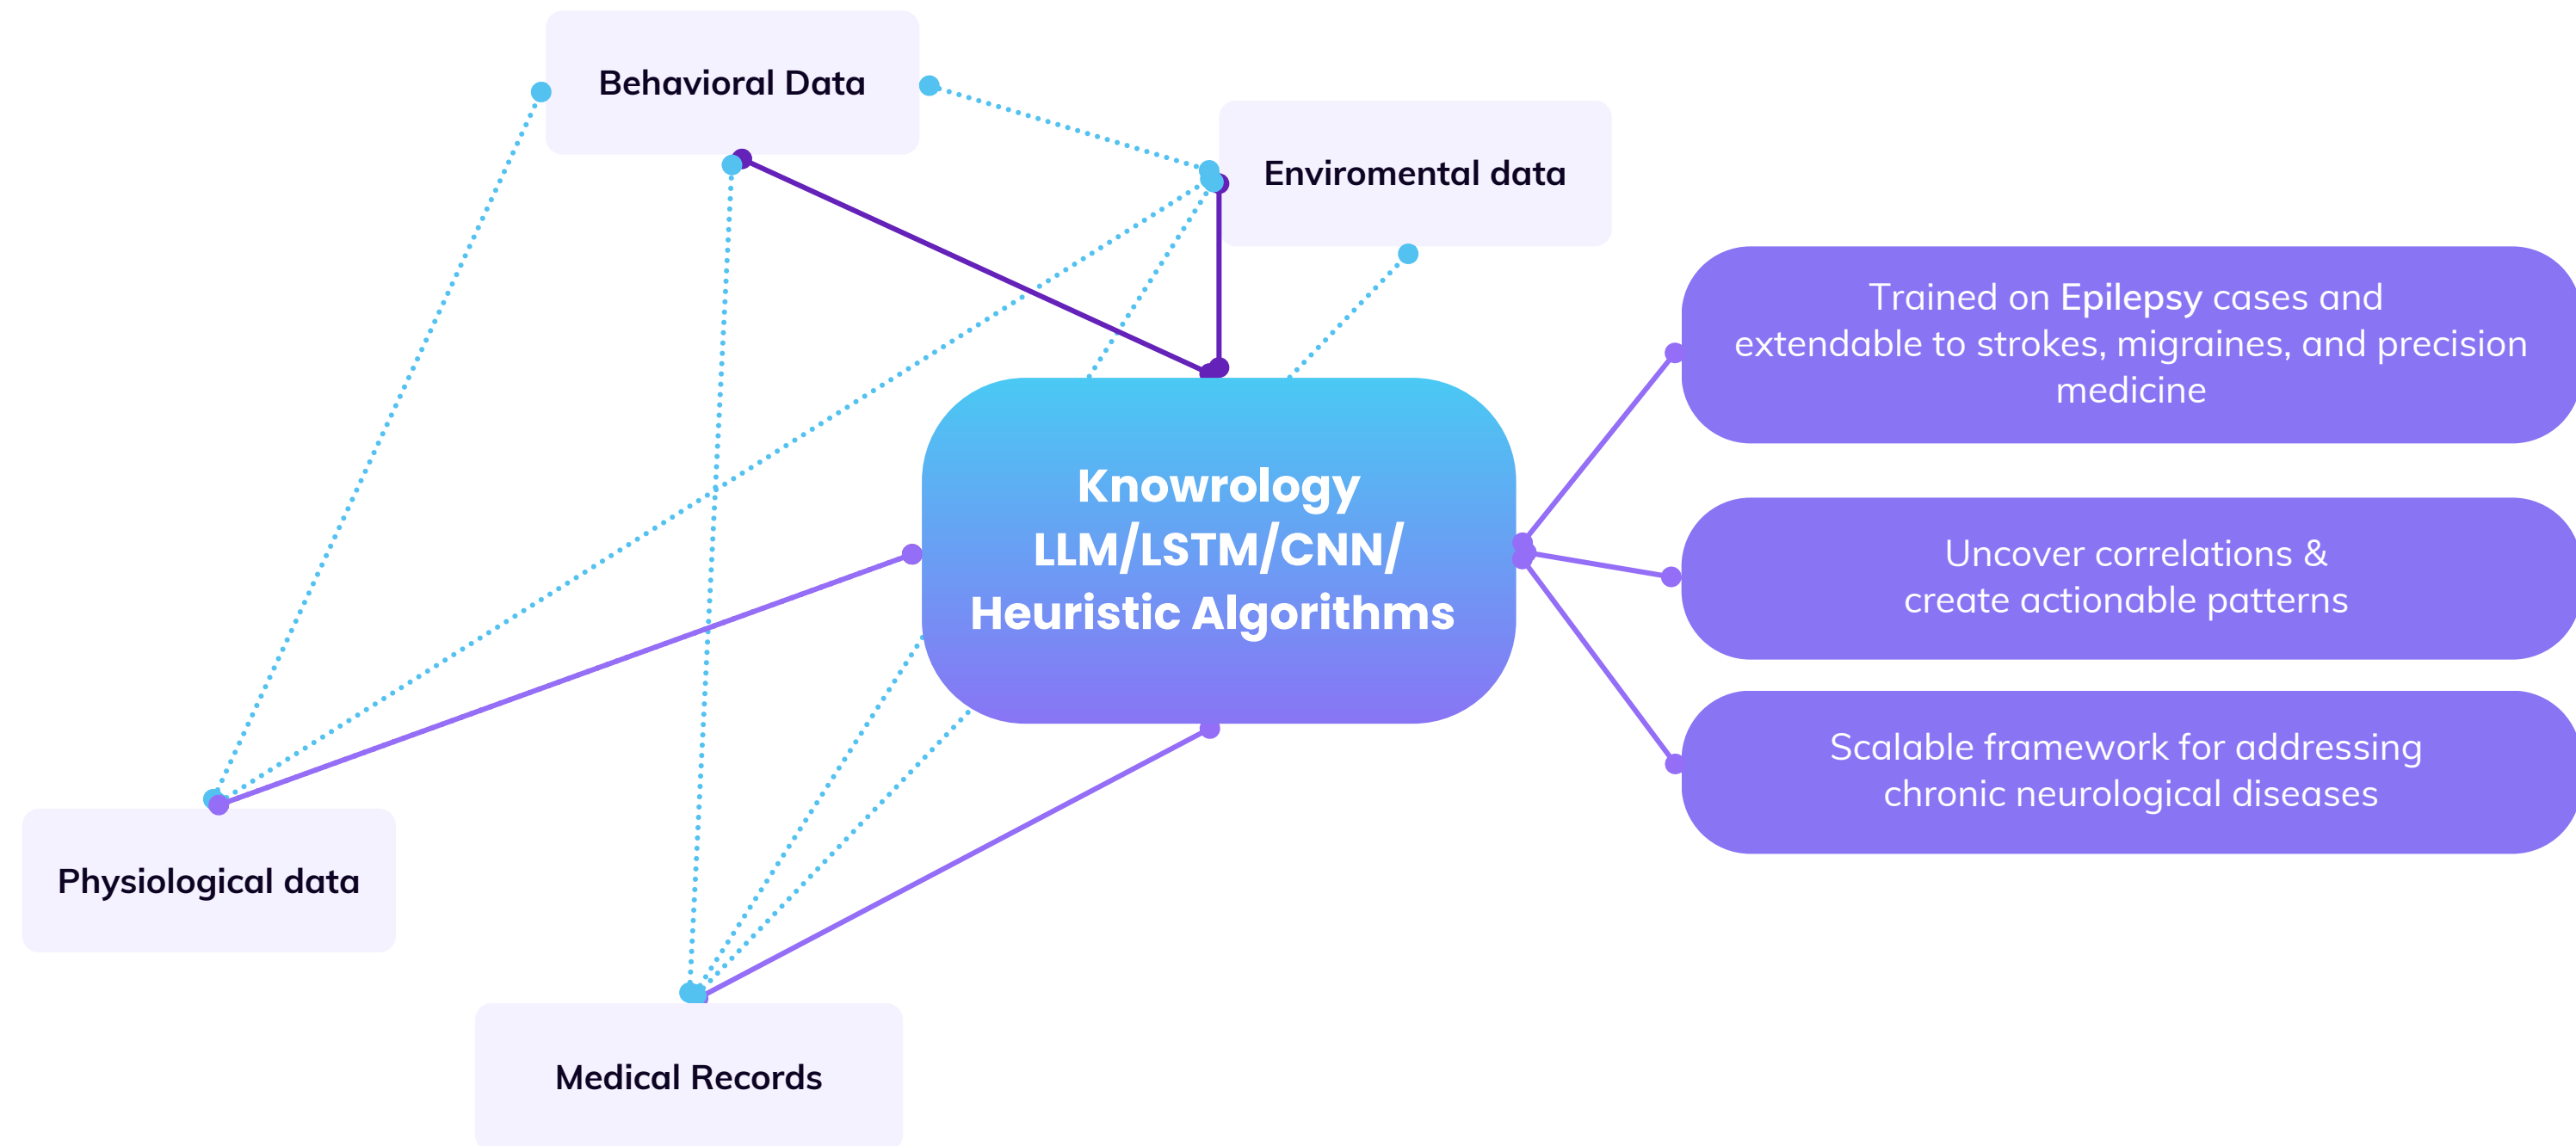 Behavioral Data
Enviromental data
Trained on Epilepsy cases and
extendable to strokes, migraines, and precision
medicine
Knowrology
LLM/LSTM/CNN/
Heuristic Algorithms
Uncover correlations &
create actionable patterns
Scalable framework for addressing
chronic neurological diseases
Physiological data
Medical Records